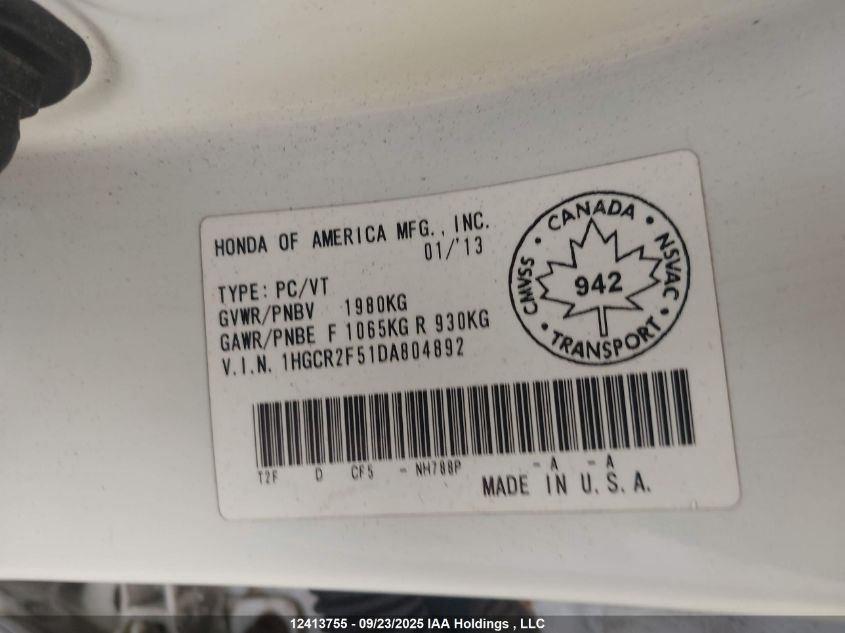 HONDA OF AMERICA MFG., INC.
01/'13
TYPE: PC/VT
GVWR/PNBV 1980KG
GAWR/PNBE F 1065KG R 930KG
V.I.N. 1HGCR2F51DA804892
CANADA
CMVSS
NSVAC
942
TRANSPORT
T2F D CF5 - NH788P - A - A
MADE IN U.S.A.
12413755 - 09/23/2025 IAA Holdings , LLC